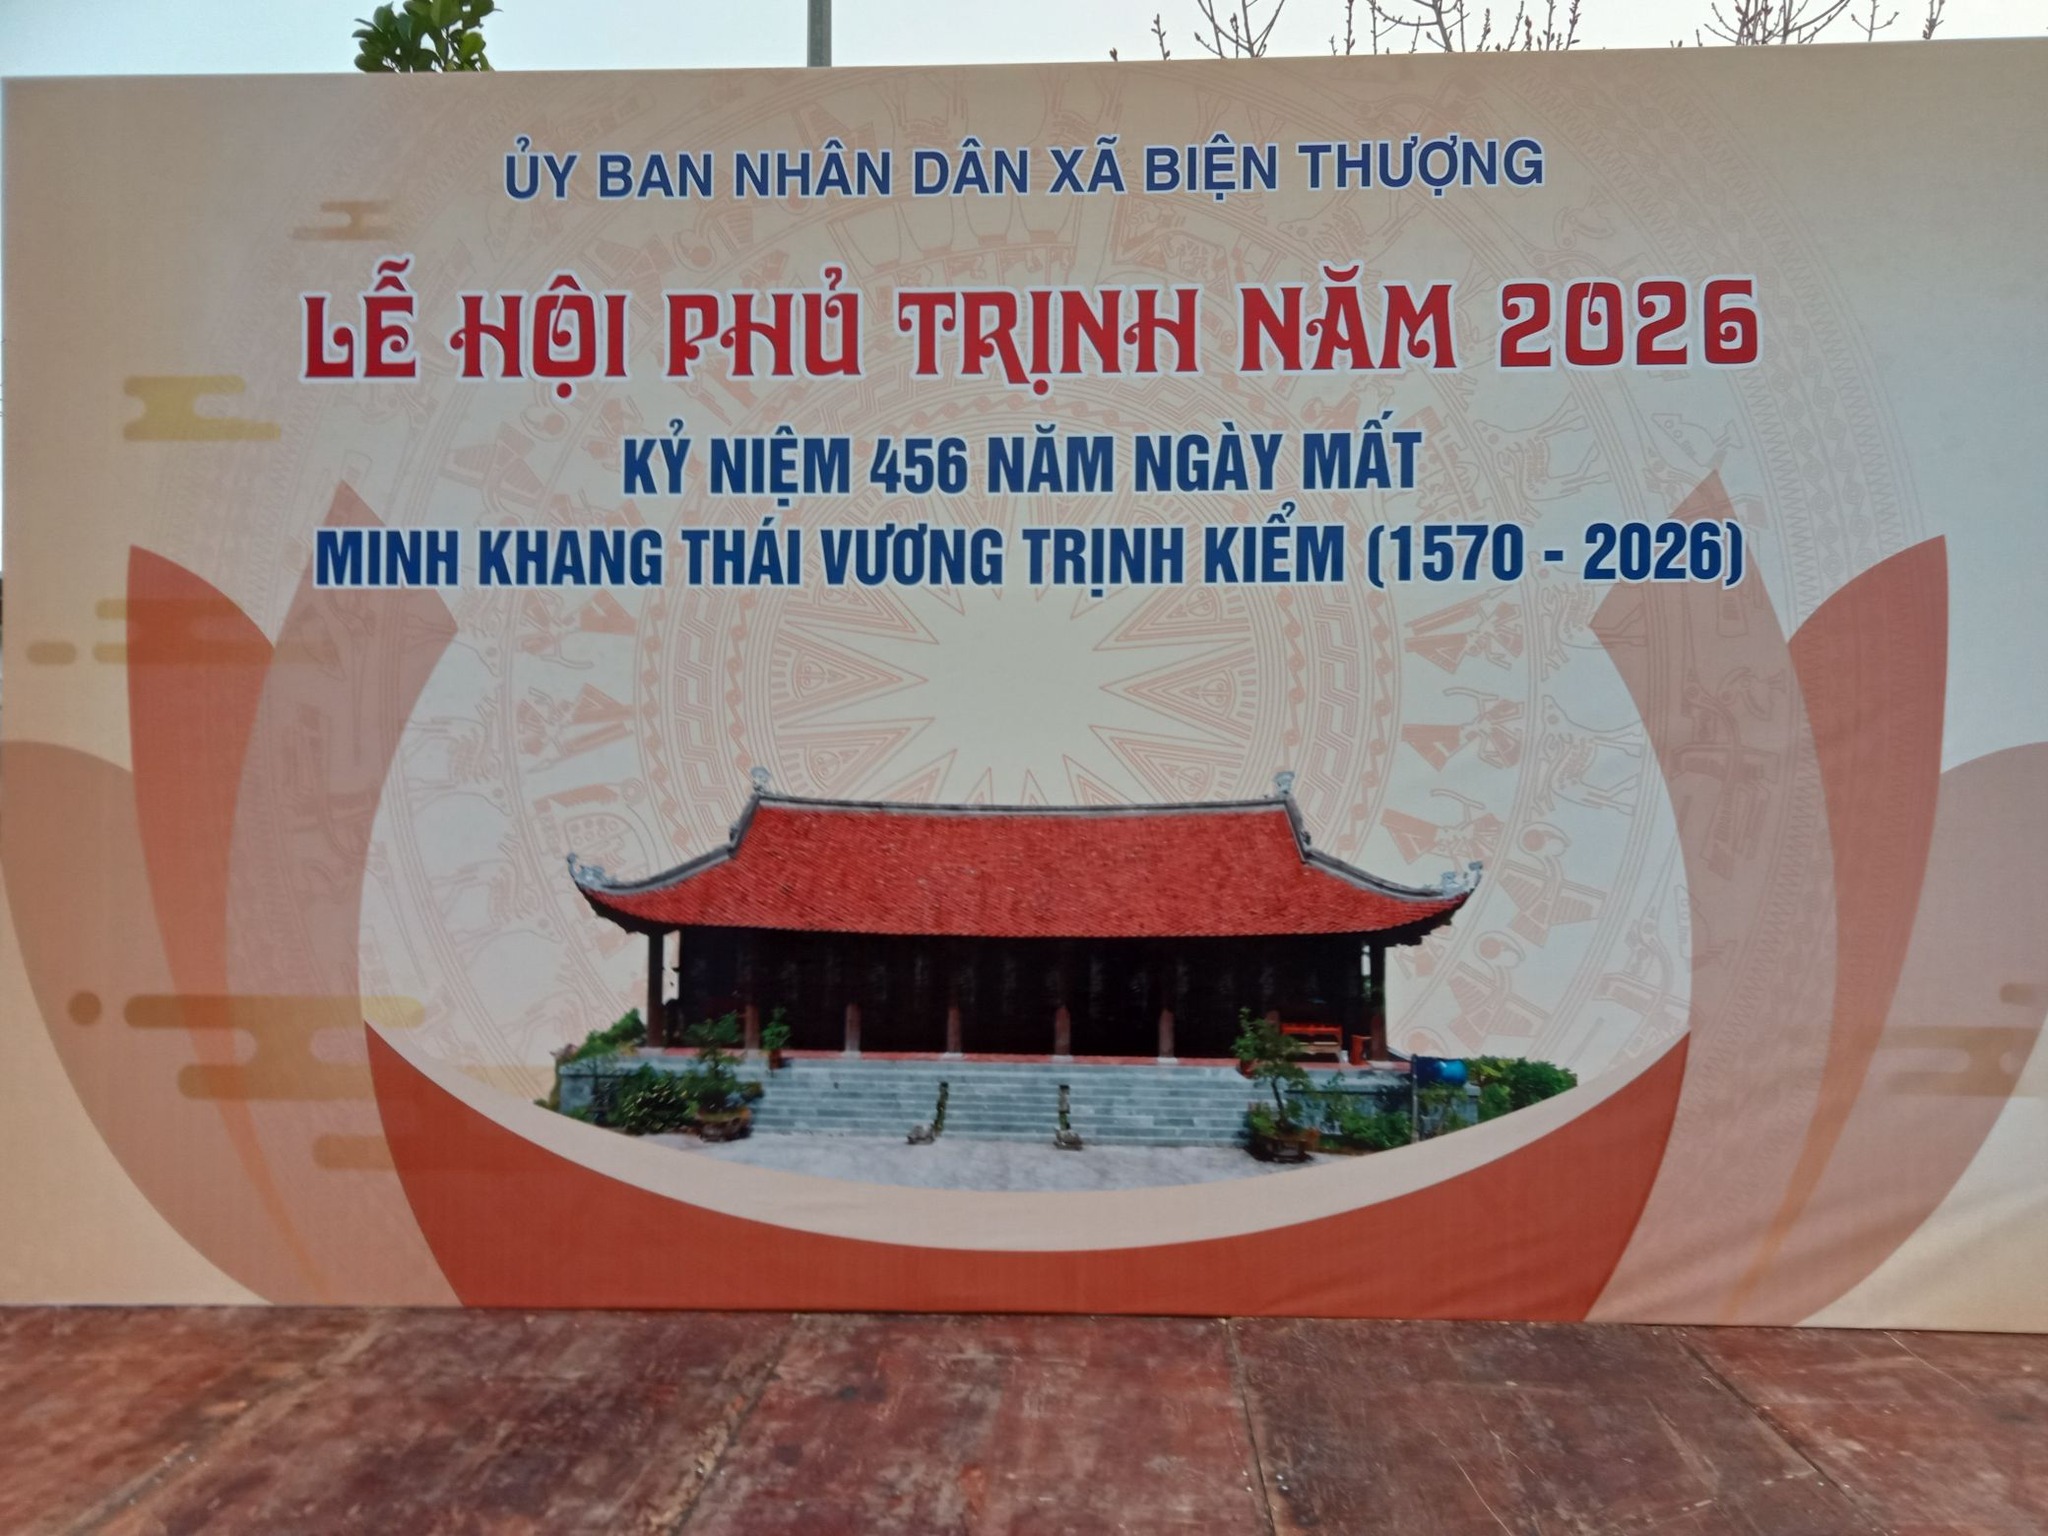 ỦY BAN NHÂN DÂN XÃ BIỆN THƯỢNG
LỄ HỘI PHỦ TRỊNH NĂM 2026
KỶ NIỆM 456 NĂM NGÀY MẤT
MINH KHANG THÁI VƯƠNG TRỊNH KIỂM (1570 - 2026)